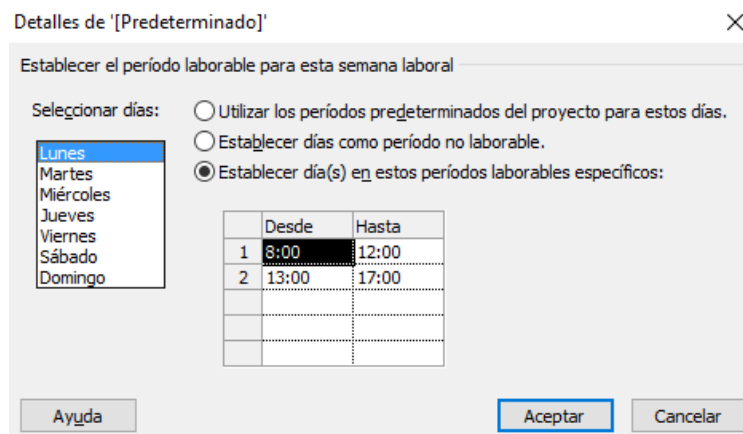 Detalles de '[Predeterminado]'
Establecer el período laborable para esta semana laboral
Seleccionar días:
Utilizar los períodos predeterminados del proyecto para estos días.
Establecer días como período no laborable.
Establecer día(s) en estos períodos laborables específicos:
Lunes
Martes
Miércoles
Jueves
Viernes
Sábado
Domingo
Desde Hasta
1 8:00 12:00
2 13:00 17:00
Ayuda Aceptar Cancelar